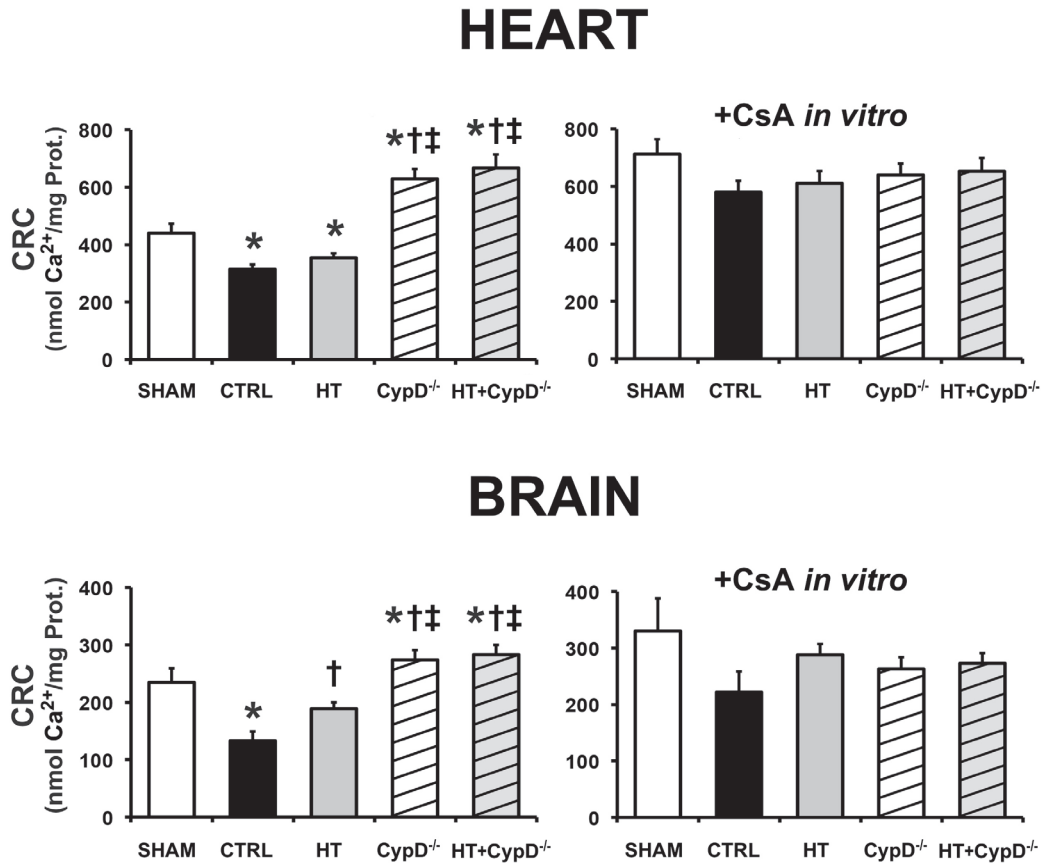 HEART
CRC
(nmol Ca²⁺/mg Prot.)
800
600
400
200
0
*
*
*†‡
*†‡
SHAM CTRL HT CypD⁻/⁻ HT+CypD⁻/⁻
+CsA in vitro
800
600
400
200
0
SHAM CTRL HT CypD⁻/⁻ HT+CypD⁻/⁻
BRAIN
CRC
(nmol Ca²⁺/mg Prot.)
400
300
200
100
0
*
†
*†‡
*†‡
SHAM CTRL HT CypD⁻/⁻ HT+CypD⁻/⁻
+CsA in vitro
400
300
200
100
0
SHAM CTRL HT CypD⁻/⁻ HT+CypD⁻/⁻